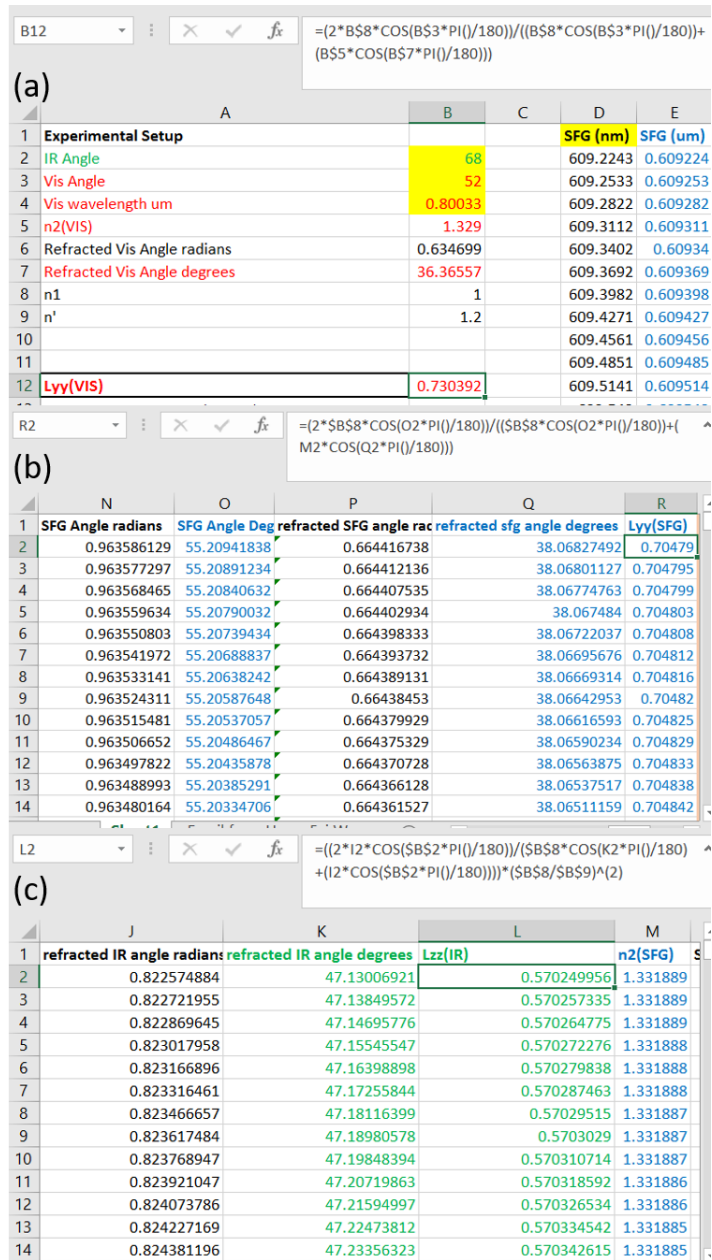 B12 fx =(2*B$8*COS(B$3*PI()/180))/((B$8*COS(B$3*PI()/180))+
(B$5*COS(B$7*PI()/180)))
(a)
A B C D E
1 Experimental Setup SFG (nm) SFG (um)
2 IR Angle 68 609.2243 0.609224
3 Vis Angle 52 609.2533 0.609253
4 Vis wavelength um 0.80033 609.2822 0.609282
5 n2(VIS) 1.329 609.3112 0.609311
6 Refracted Vis Angle radians 0.634699 609.3402 0.60934
7 Refracted Vis Angle degrees 36.36557 609.3692 0.609369
8 n1 1 609.3982 0.609398
9 n' 1.2 609.4271 0.609427
10 609.4561 0.609456
11 609.4851 0.609485
12 Lyy(VIS) 0.730392 609.5141 0.609514
R2 fx =(2*$B$8*COS(O2*PI()/180))/(($B$8*COS(O2*PI()/180))+(
M2*COS(Q2*PI()/180)))
(b)
N O P Q R
1 SFG Angle radians SFG Angle Deg refracted SFG angle rad refracted sfg angle degrees Lyy(SFG)
2 0.963586129 55.20941838 0.664416738 38.06827492 0.70479
3 0.963577297 55.20891234 0.664412136 38.06801127 0.704795
4 0.963568465 55.20840632 0.664407535 38.06774763 0.704799
5 0.963559634 55.20790032 0.664402934 38.067484 0.704803
6 0.963550803 55.20739434 0.664398333 38.06722037 0.704808
7 0.963541972 55.20688837 0.664393732 38.06695676 0.704812
8 0.963533141 55.20638242 0.664389131 38.06669314 0.704816
9 0.963524311 55.20587648 0.66438453 38.06642953 0.70482
10 0.963515481 55.20537057 0.664379929 38.06616593 0.704825
11 0.963506652 55.20486467 0.664375329 38.06590234 0.704829
12 0.963497822 55.20435878 0.664370728 38.06563875 0.704833
13 0.963488993 55.20385291 0.664366128 38.06537517 0.704838
14 0.963480164 55.20334706 0.664361527 38.06511159 0.704842
L2 fx =((2*I2*COS($B$2*PI()/180))/($B$8*COS(K2*PI()/180)
+(I2*COS($B$2*PI()/180))))*($B$8/$B$9)^(2)
(c)
J K L M
1 refracted IR angle radians refracted IR angle degrees Lzz(IR) n2(SFG) S
2 0.822574884 47.13006921 0.570249956 1.331889
3 0.822721955 47.13849572 0.570257335 1.331889
4 0.822869645 47.14695776 0.570264775 1.331889
5 0.823017958 47.15545547 0.570272276 1.331888
6 0.823166896 47.16398898 0.570279838 1.331888
7 0.823316461 47.17255844 0.570287463 1.331888
8 0.823466657 47.18116399 0.57029515 1.331887
9 0.823617484 47.18980578 0.5703029 1.331887
10 0.823768947 47.19848394 0.570310714 1.331887
11 0.823921047 47.20719863 0.570318592 1.331886
12 0.824073786 47.21594997 0.570326534 1.331886
13 0.824227169 47.22473812 0.570334542 1.331885
14 0.824381196 47.23356323 0.570342615 1.331885